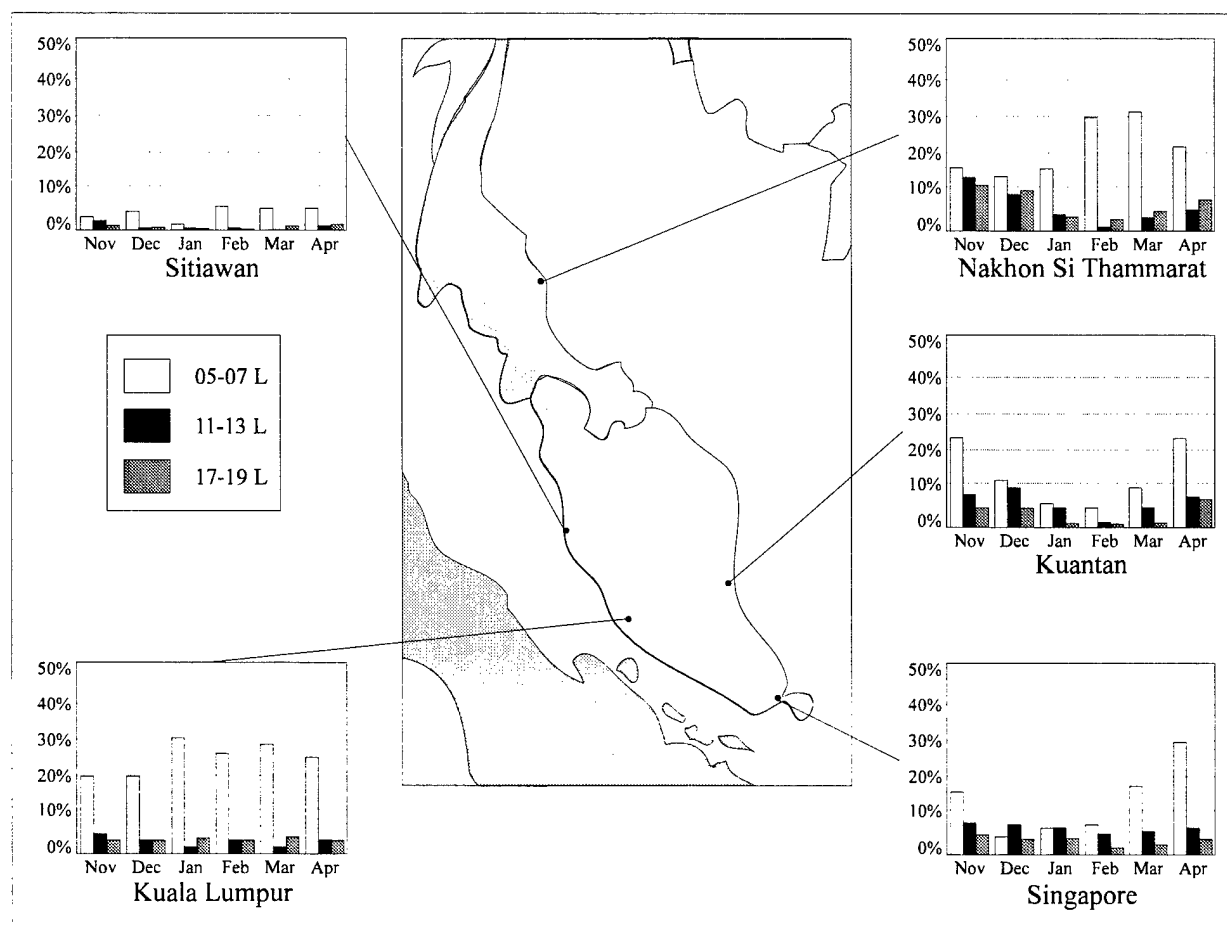 50%
40%
30%
20%
10%
0%
Nov Dec Jan Feb Mar Apr
Sitiawan
50%
40%
30%
20%
10%
0%
Nov Dec Jan Feb Mar Apr
Nakhon Si Thammarat
05-07 L
11-13 L
17-19 L
50%
40%
30%
20%
10%
0%
Nov Dec Jan Feb Mar Apr
Kuantan
50%
40%
30%
20%
10%
0%
Nov Dec Jan Feb Mar Apr
Kuala Lumpur
50%
40%
30%
20%
10%
0%
Nov Dec Jan Feb Mar Apr
Singapore